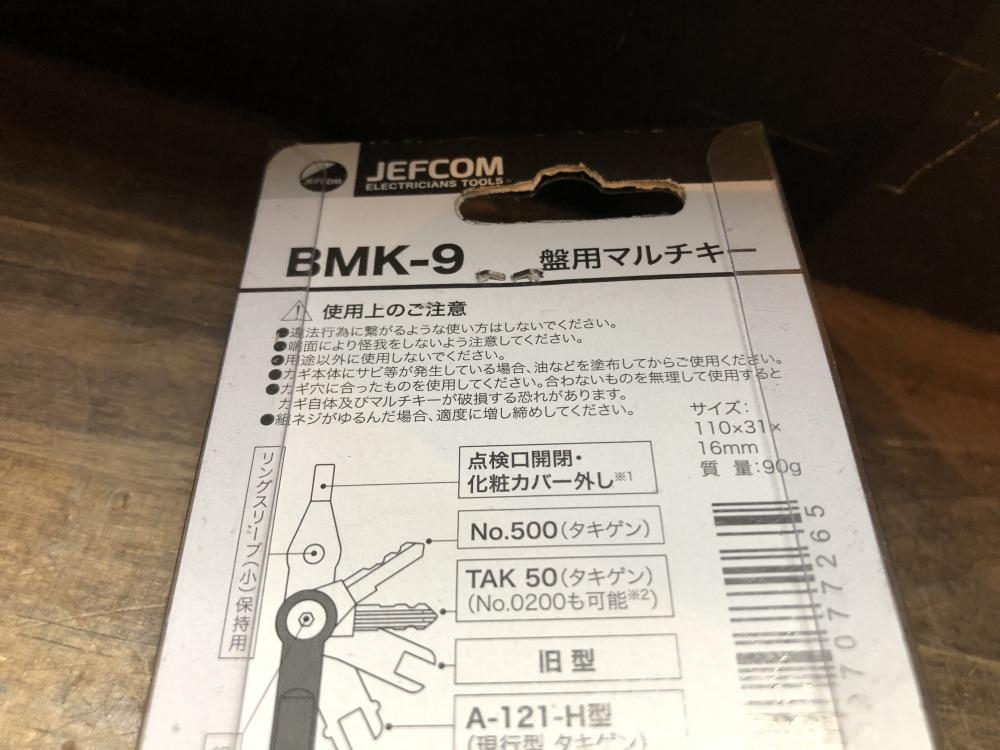 JEFCOM
JEFCOM
ELECTRICIANS TOOLS
BMK-9 盤用マルチキー
⚠ 使用上のご注意
●違法行為に繋がるような使い方はしないでください。
●端面により怪我をしないよう注意してください。
●用途以外に使用しないでください。
●カギ本体にサビ等が発生している場合、油などを塗布してからご使用ください。
●カギ穴に合ったものを使用してください。合わないものを無理して使用すると
カギ自体及びマルチキーが破損する恐れがあります。
●組ネジがゆるんだ場合、適度に増し締めしてください。
サイズ:
110×31×
16mm
質 量:90g
リングスリーブ(小)保持用
点検口開閉・
化粧カバー外し※1
No.500(タキゲン)
TAK 50(タキゲン)
(No.0200も可能※2)
旧 型
A-121-H型
(現行型 タキゲン)
37077265